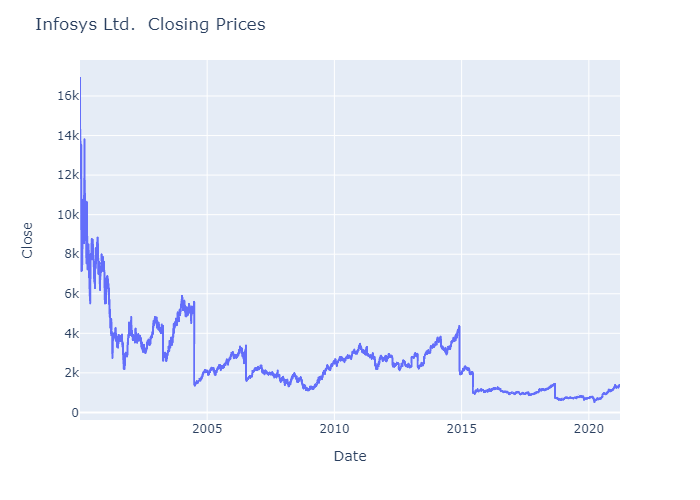 Infosys Ltd.  Closing Prices
16k
14k
12k
10k
8k
6k
4k
2k
0
Close
2005 2010 2015 2020
Date